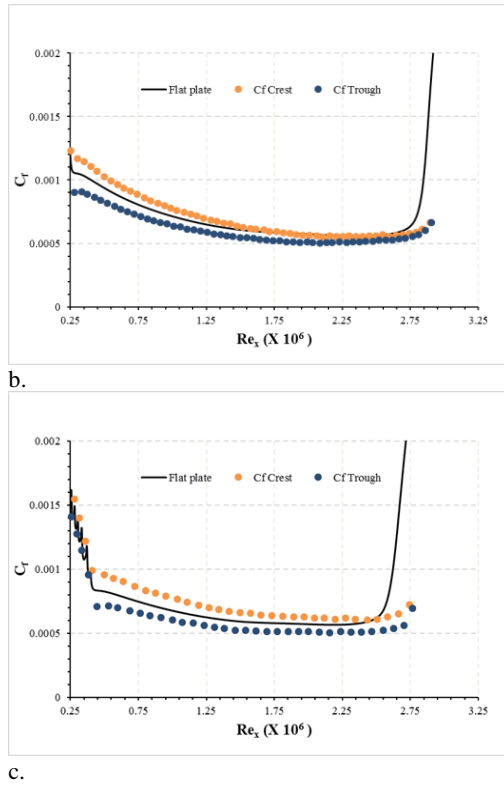 0.002
Flat plate Cf Crest Cf Trough
0.0015
0.001
0.0005
0
Cf
0.25 0.75 1.25 1.75 2.25 2.75 3.25
Rex (X 10⁶ )
b.
0.002
Flat plate Cf Crest Cf Trough
0.0015
0.001
0.0005
0
Cf
0.25 0.75 1.25 1.75 2.25 2.75 3.25
Rex (X 10⁶ )
c.